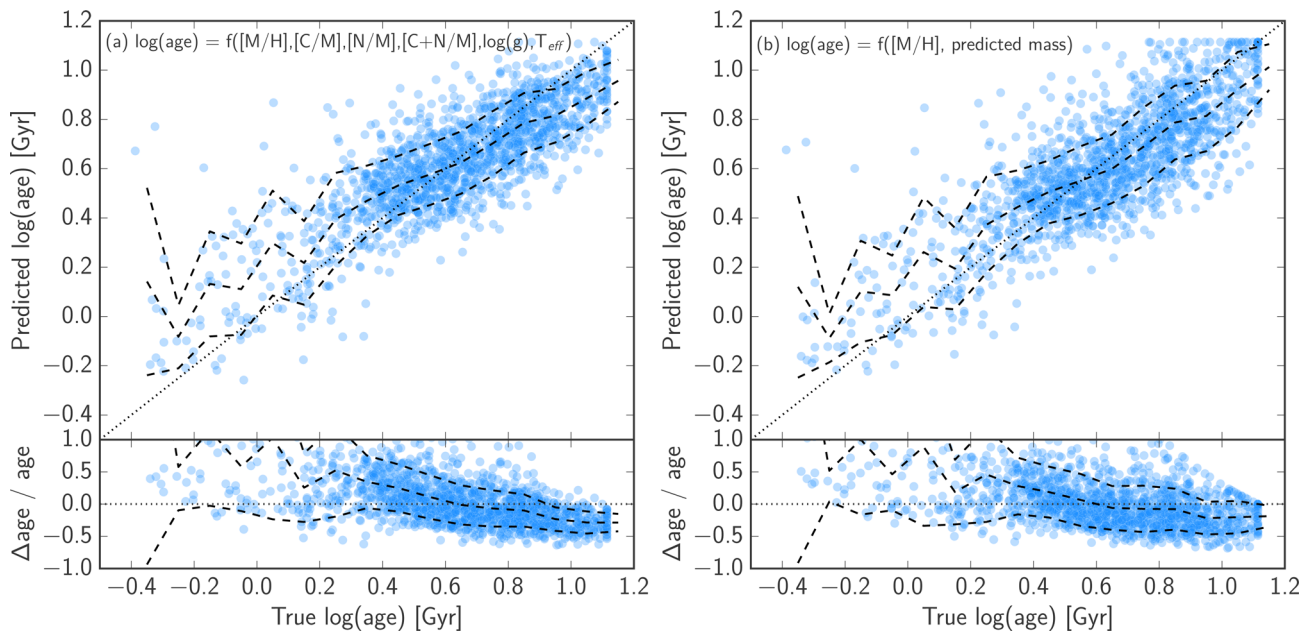 (a) log(age) = f([M/H],[C/M],[N/M],[C+N/M],log(g),T_eff)
1.2
1.0
0.8
0.6
0.4
0.2
0.0
−0.2
−0.4
Predicted log(age) [Gyr]
1.0
0.5
0.0
−0.5
−1.0
Δage / age
−0.4 −0.2 0.0 0.2 0.4 0.6 0.8 1.0 1.2
True log(age) [Gyr]
(b) log(age) = f([M/H], predicted mass)
1.2
1.0
0.8
0.6
0.4
0.2
0.0
−0.2
−0.4
Predicted log(age) [Gyr]
1.0
0.5
0.0
−0.5
−1.0
Δage / age
−0.4 −0.2 0.0 0.2 0.4 0.6 0.8 1.0 1.2
True log(age) [Gyr]